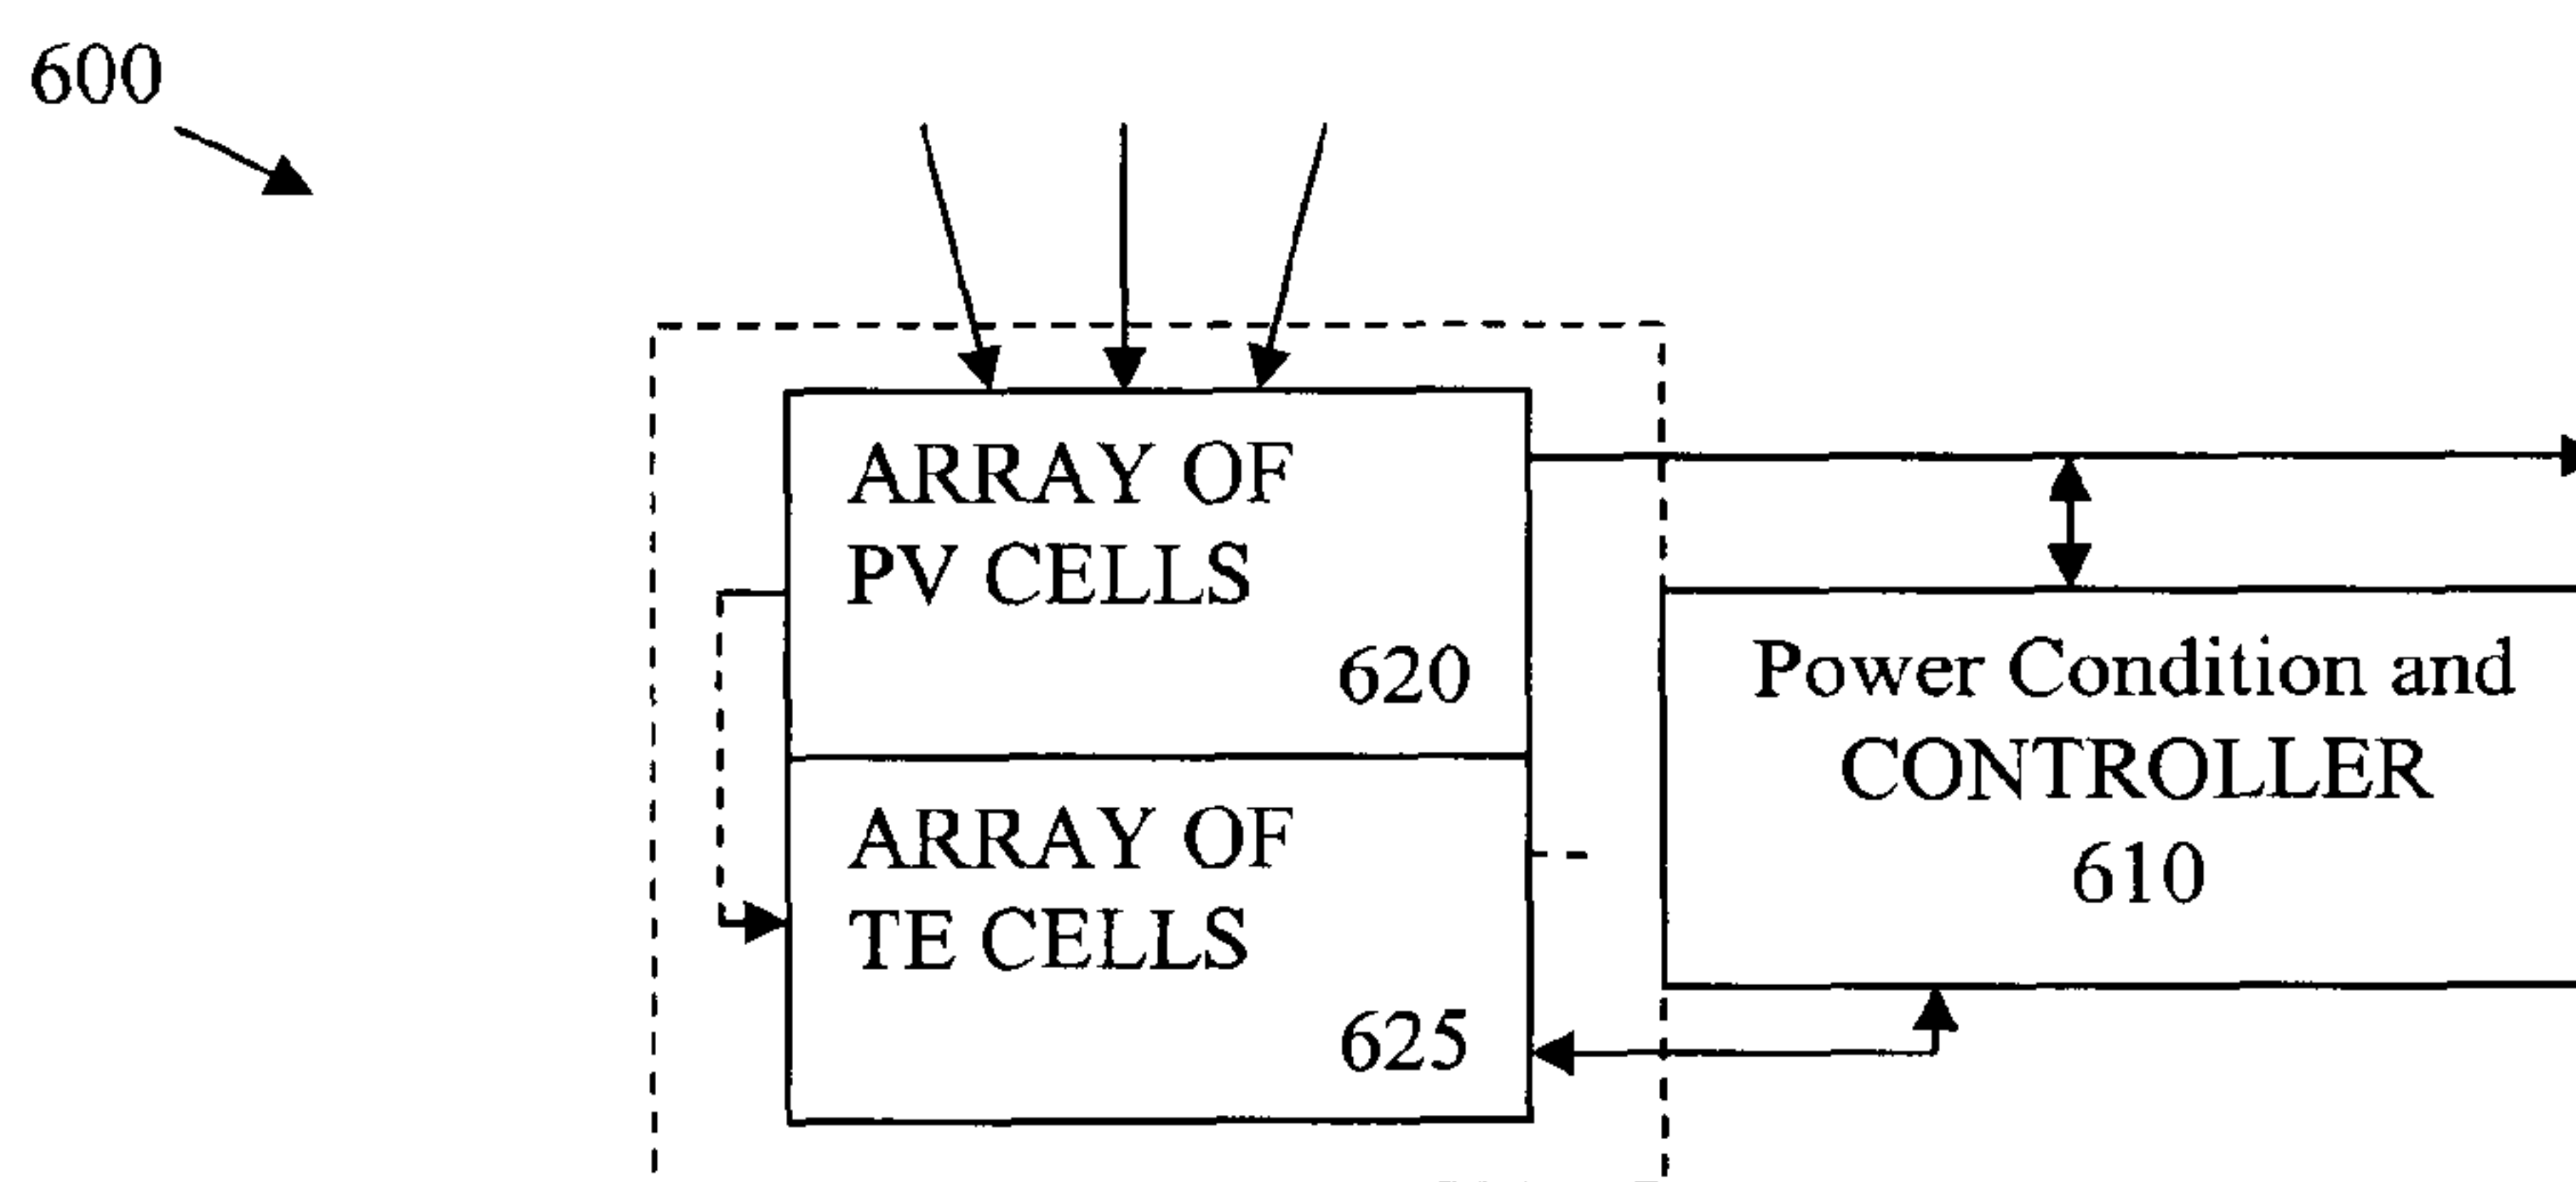 600
ARRAY OF
PV CELLS
620
ARRAY OF
TE CELLS
625
Power Condition and
CONTROLLER
610